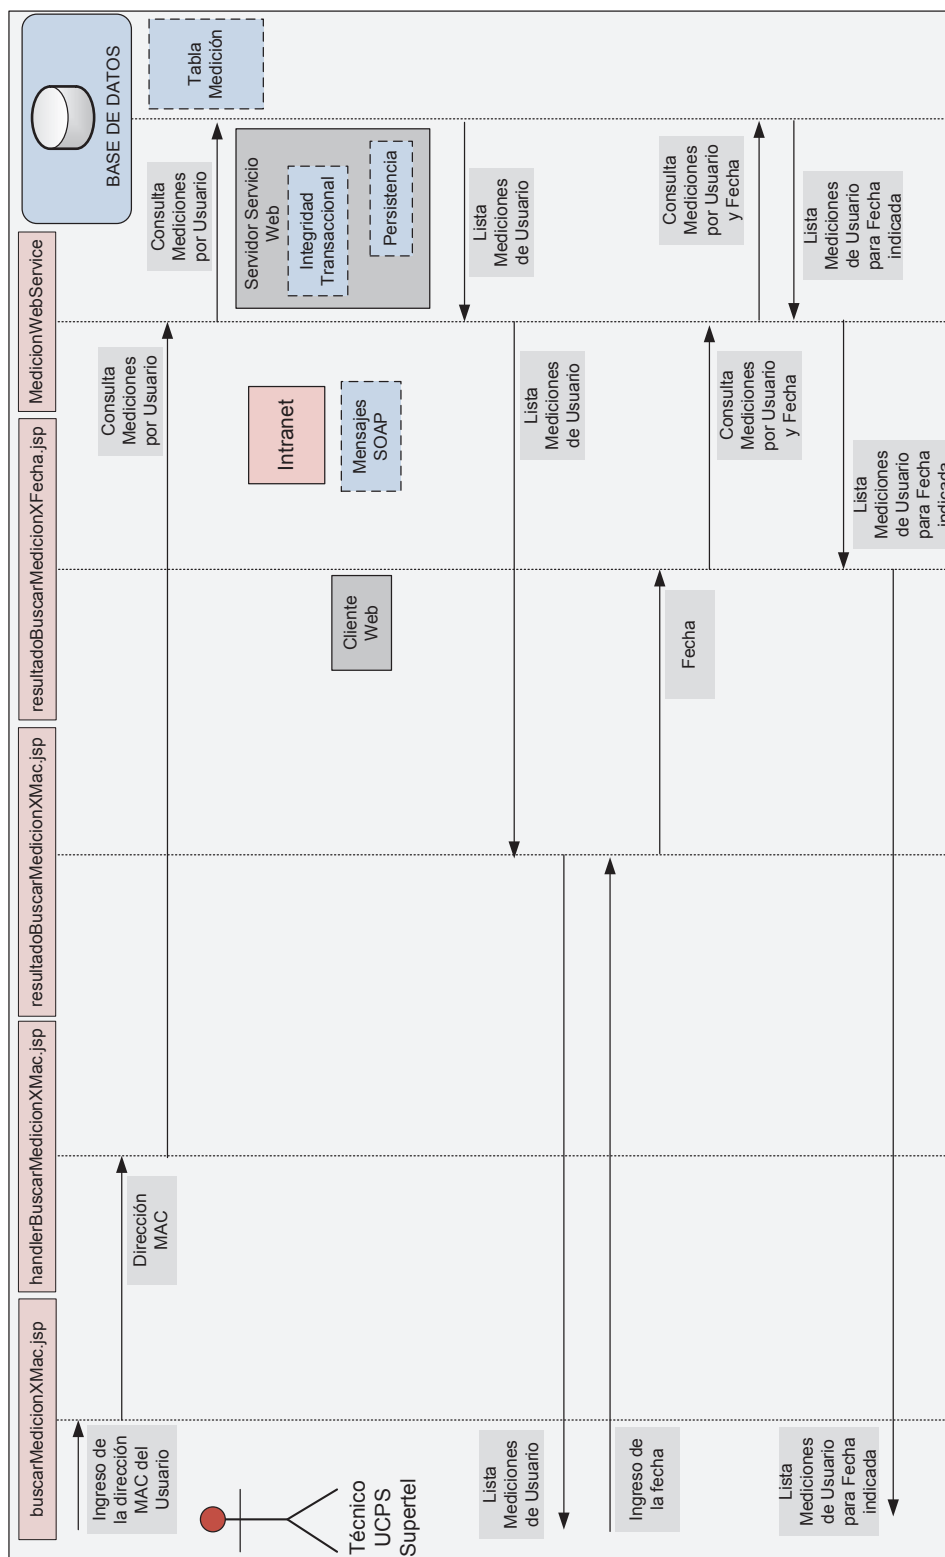 buscarMedicionXMac.jsp
handlerBuscarMedicionXMac.jsp
resultadoBuscarMedicionXMac.jsp
resultadoBuscarMedicionXFecha.jsp
MedicionWebService
BASE DE DATOS
Tabla
Medición
Ingreso de
la dirección
MAC del
Usuario
Dirección
MAC
Consulta
Mediciones
por Usuario
Consulta
Mediciones
por Usuario
Técnico
UCPS
Supertel
Cliente
Web
Intranet
Mensajes
SOAP
Servidor Servicio
Web
Integridad
Transaccional
Persistencia
Lista
Mediciones
de Usuario
Lista
Mediciones
de Usuario
Lista
Mediciones
de Usuario
Ingreso de
la fecha
Fecha
Consulta
Mediciones
por Usuario
y Fecha
Consulta
Mediciones
por Usuario
y Fecha
Lista
Mediciones
de Usuario
para Fecha
indicada
Lista
Mediciones
de Usuario
para Fecha
indicada
Lista
Mediciones
de Usuario
para Fecha
indicada